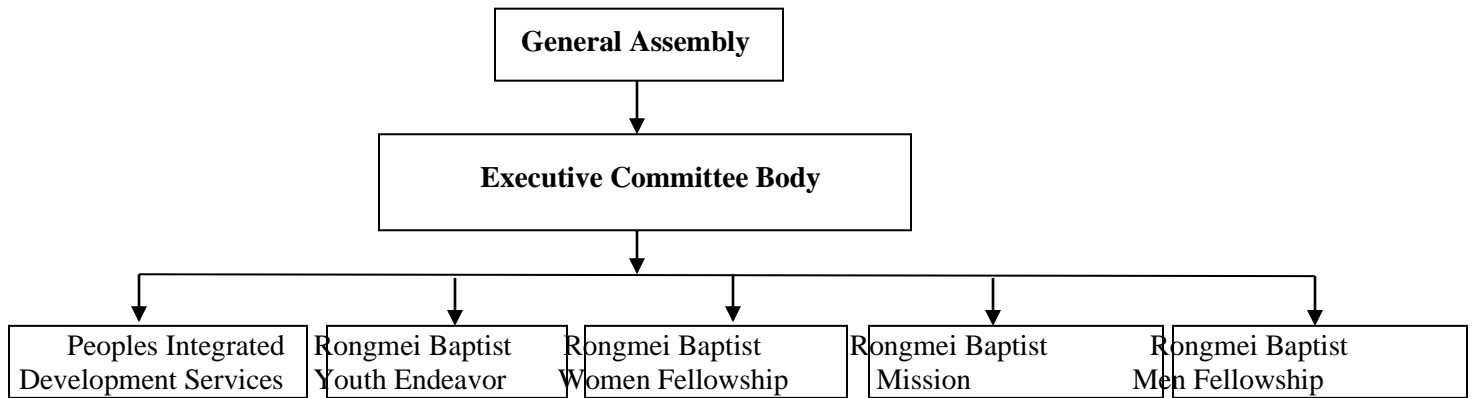 General Assembly
Executive Committee Body
Peoples Integrated
Development Services
Rongmei Baptist
Youth Endeavor
Rongmei Baptist
Women Fellowship
Rongmei Baptist
Mission
Rongmei Baptist
Men Fellowship